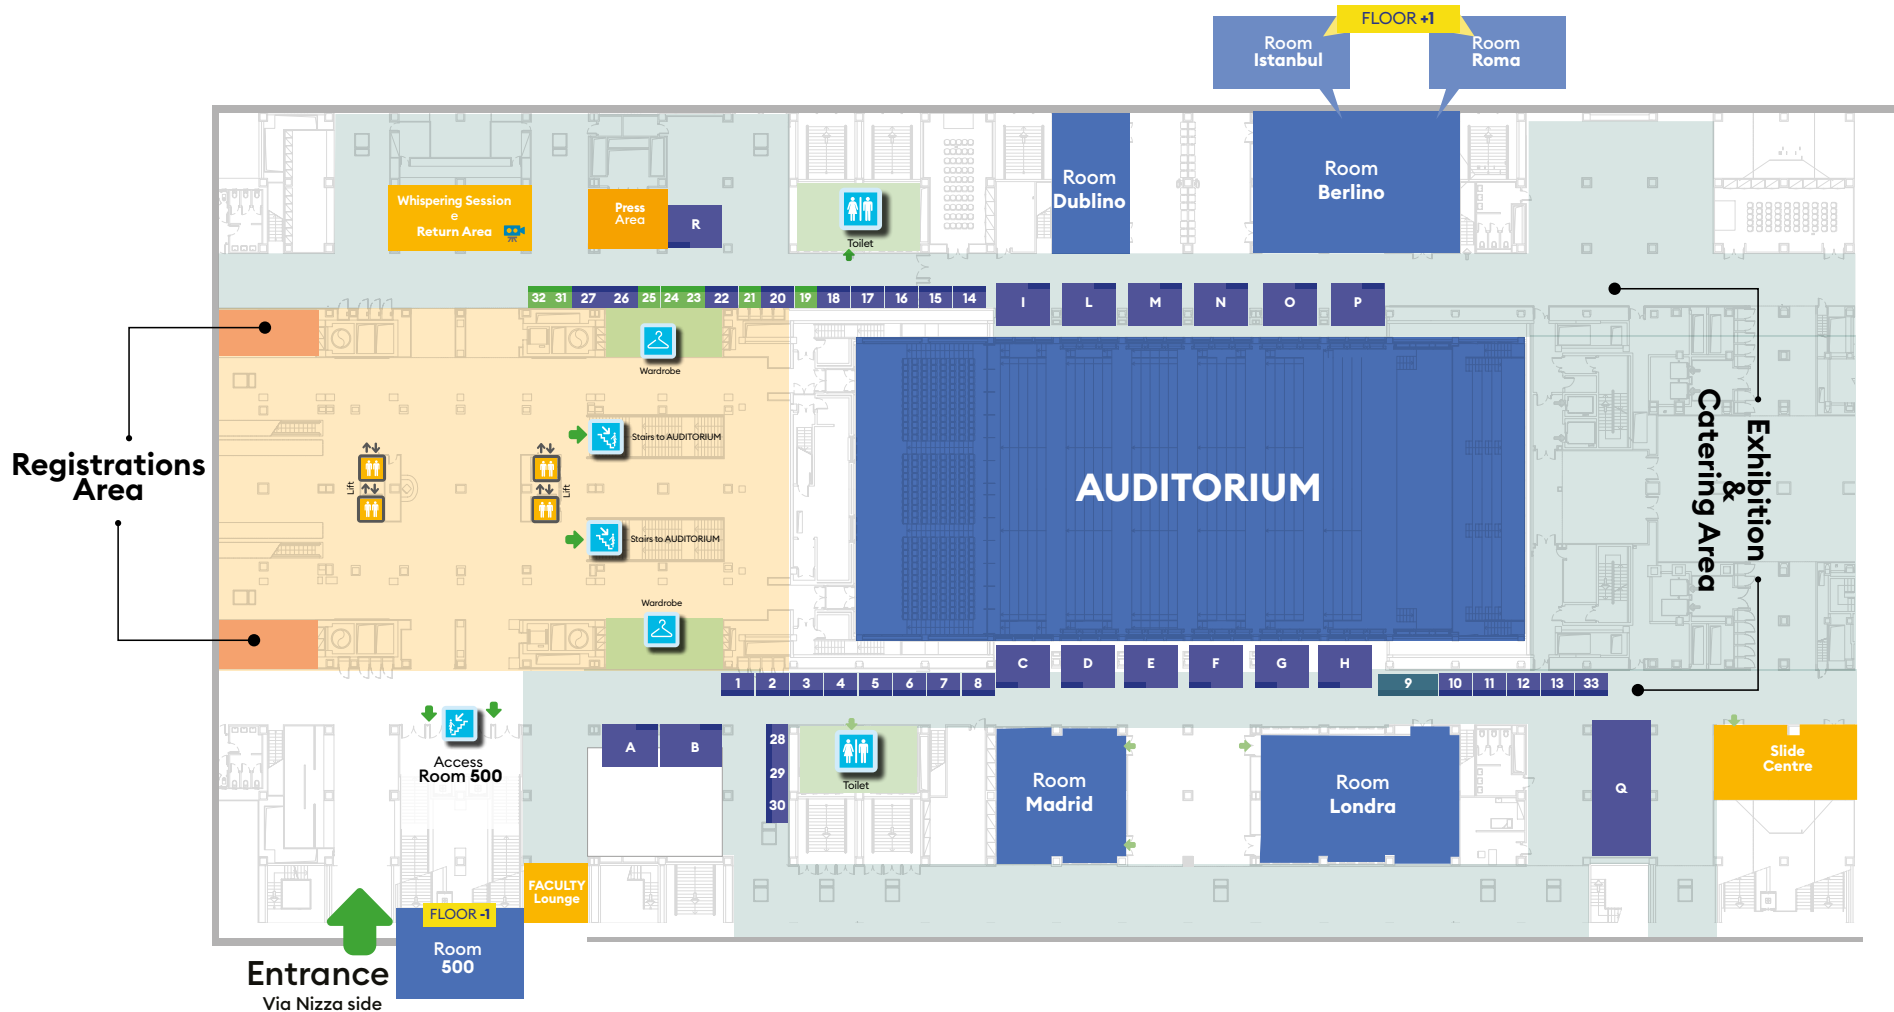 FLOOR +1
Room
Istanbul
Room
Roma
Whispering Session
e
Return Area
Press
Area
R
Toilet
Room
Dublino
Room
Berlino
32 31 27 26 25 24 23 22 21 20 19 18 17 16 15 14
I L M N O P
Wardrobe
Stairs to AUDITORIUM
Lift
Lift
Registrations
Area
AUDITORIUM
Exhibition
&
Catering Area
Stairs to AUDITORIUM
Wardrobe
C D E F G H
1 2 3 4 5 6 7 8
9 10 11 12 13 33
Access
Room 500
A B
28
29
30
Toilet
Room
Madrid
Room
Londra
Q
Slide
Centre
FACULTY
Lounge
FLOOR -1
Room
500
Entrance
Via Nizza side